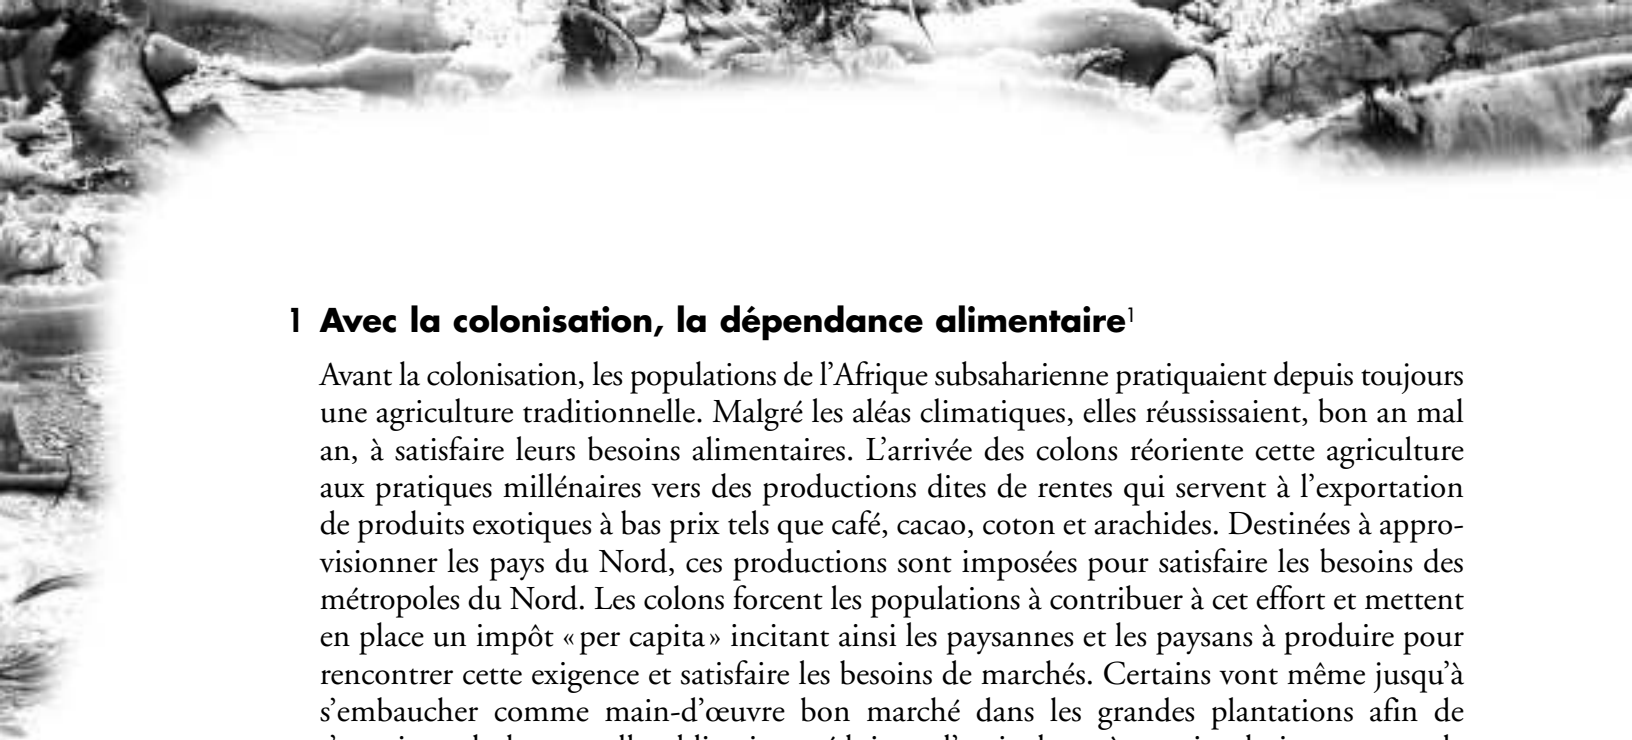 1 Avec la colonisation, la dépendance alimentaire1
Avant la colonisation, les populations de l’Afrique subsaharienne pratiquaient depuis toujours
une agriculture traditionnelle. Malgré les aléas climatiques, elles réussissaient, bon an mal
an, à satisfaire leurs besoins alimentaires. L’arrivée des colons réoriente cette agriculture
aux pratiques millénaires vers des productions dites de rentes qui servent à l’exportation
de produits exotiques à bas prix tels que café, cacao, coton et arachides. Destinées à appro-
visionner les pays du Nord, ces productions sont imposées pour satisfaire les besoins des
métropoles du Nord. Les colons forcent les populations à contribuer à cet effort et mettent
en place un impôt «per capita» incitant ainsi les paysannes et les paysans à produire pour
rencontrer cette exigence et satisfaire les besoins de marchés. Certains vont même jusqu’à
s’embaucher comme main-d’œuvre bon marché dans les grandes plantations afin de